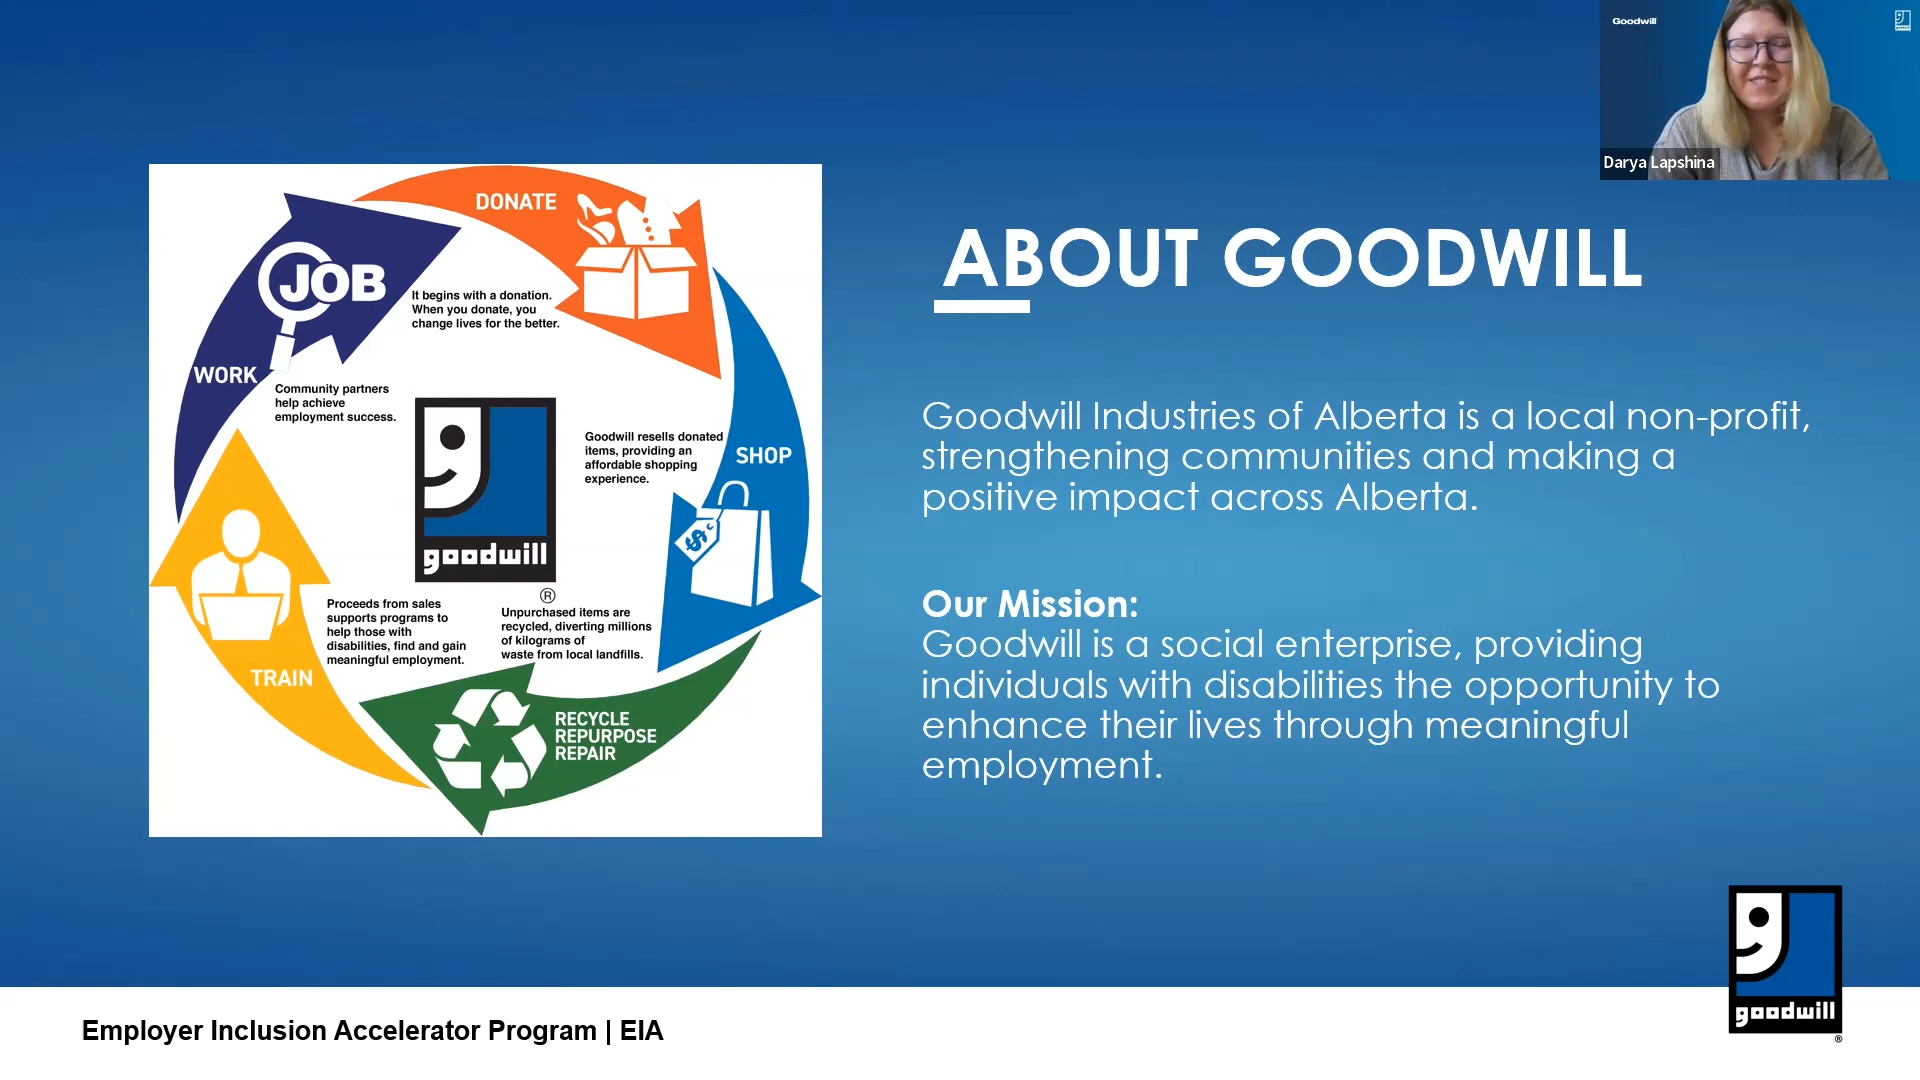 Goodwill
Darya Lapshina
ABOUT GOODWILL
DONATE
JOB
It begins with a donation.
When you donate, you
change lives for the better.
WORK
Community partners
help achieve
employment success.
Goodwill resells donated
items, providing an
affordable shopping
experience.
SHOP
$
goodwill
®
Proceeds from sales
supports programs to
help those with
disabilities, find and gain
meaningful employment.
Unpurchased items are
recycled, diverting millions
of kilograms of
waste from local landfills.
TRAIN
RECYCLE
REPURPOSE
REPAIR
Goodwill Industries of Alberta is a local non-profit,
strengthening communities and making a
positive impact across Alberta.
Our Mission:
Goodwill is a social enterprise, providing
individuals with disabilities the opportunity to
enhance their lives through meaningful
employment.
goodwill
®
Employer Inclusion Accelerator Program | EIA